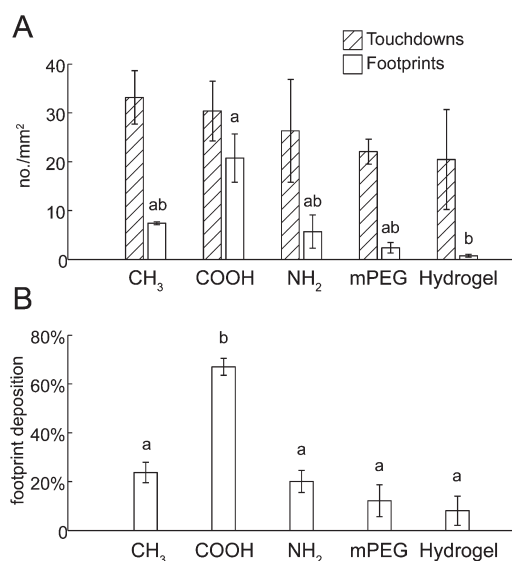 A
Touchdowns
Footprints
no./mm²
40
30
20
10
0
ab
a
ab
ab
b
CH₃ COOH NH₂ mPEG Hydrogel
B
footprint deposition
80%
60%
40%
20%
0
a
b
a
a
a
CH₃ COOH NH₂ mPEG Hydrogel